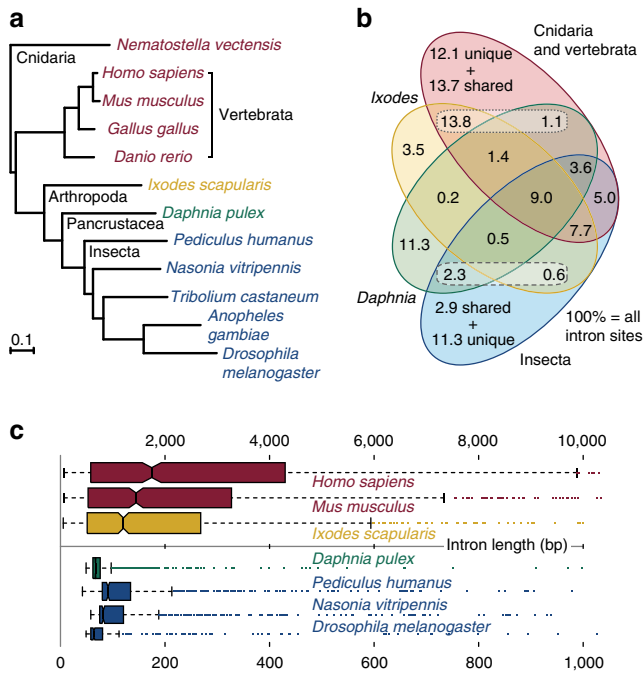 a
Nematostella vectensis
Cnidaria
Homo sapiens
Mus musculus
Vertebrata
Gallus gallus
Danio rerio
Ixodes scapularis
Arthropoda
Daphnia pulex
Pancrustacea
Pediculus humanus
Insecta
Nasonia vitripennis
Tribolium castaneum
Anopheles
gambiae
Drosophila
melanogaster
0.1
b
12.1 unique
+
13.7 shared
Cnidaria
and vertebrata
Ixodes
13.8
1.1
3.5
1.4
3.6
0.2
9.0
5.0
7.7
11.3
0.5
2.3
0.6
Daphnia
2.9 shared
+
11.3 unique
100% = all
intron sites
Insecta
c
2,000 4,000 6,000 8,000 10,000
Homo sapiens
Mus musculus
Ixodes scapularis
Intron length (bp)
Daphnia pulex
Pediculus humanus
Nasonia vitripennis
Drosophila melanogaster
0 200 400 600 800 1,000